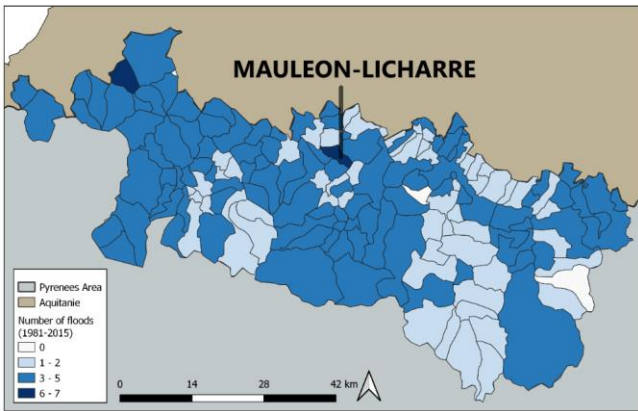 MAULEON-LICHARRE
Pyrenees Area
Aquitanie
Number of floods
(1981-2015)
0
1 - 2
3 - 5
6 - 7
0 14 28 42 km